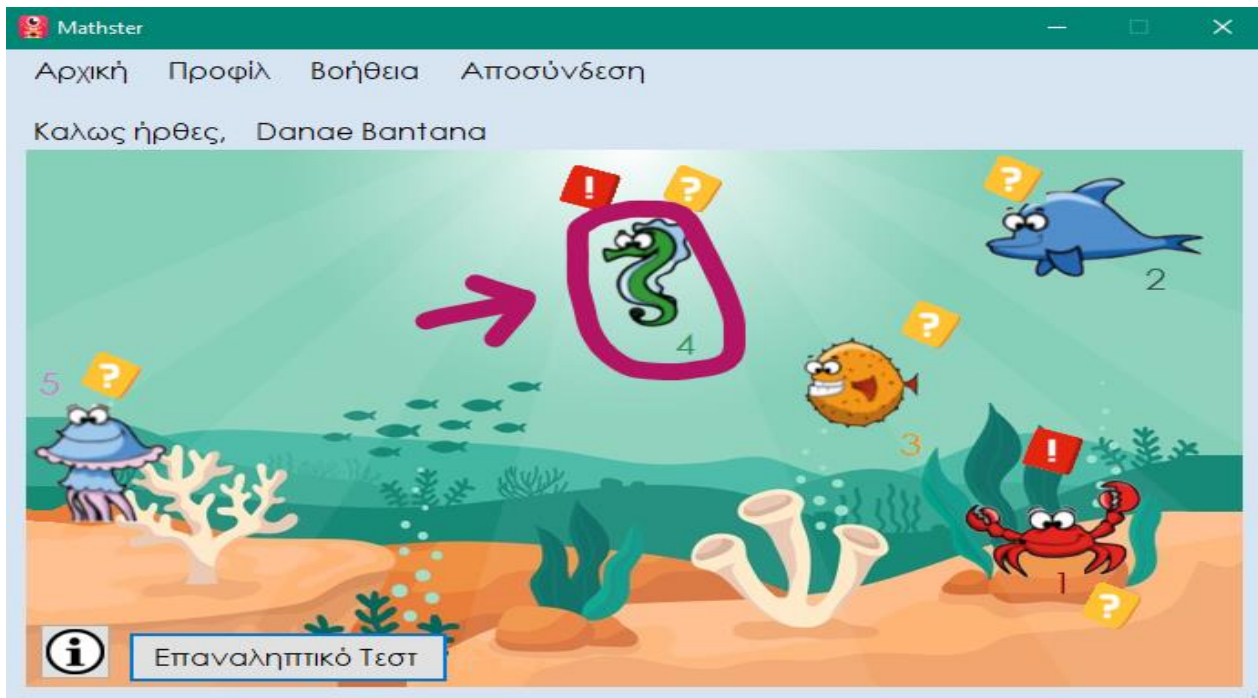 Mathster
Αρχική Προφίλ Βοήθεια Αποσύνδεση
Καλως ήρθες, Danae Bantana
! ?
?
2
4
?
3
5 ?
!
1
?
i
Επαναληπτικό Τεστ